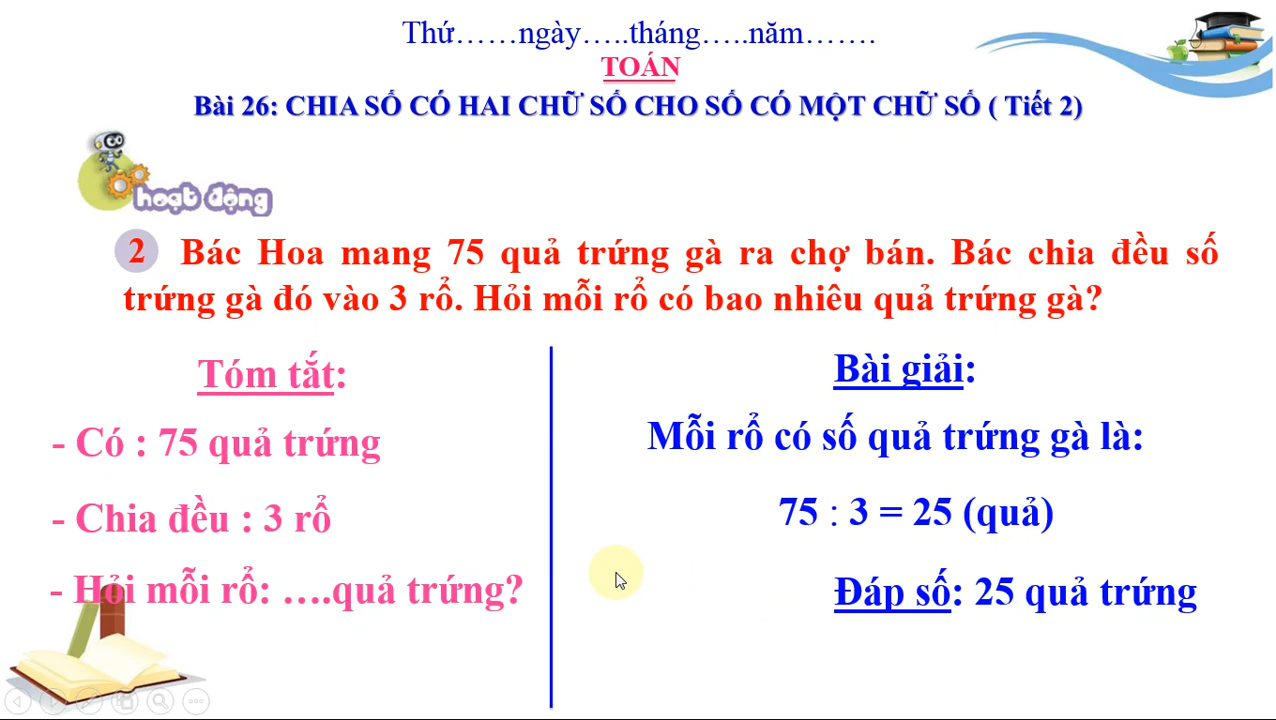 Thứ……ngày…..tháng…..năm…….
TOÁN
Bài 26: CHIA SỐ CÓ HAI CHỮ SỐ CHO SỐ CÓ MỘT CHỮ SỐ ( Tiết 2)
hoạt động
2 Bác Hoa mang 75 quả trứng gà ra chợ bán. Bác chia đều số
trứng gà đó vào 3 rổ. Hỏi mỗi rổ có bao nhiêu quả trứng gà?
Tóm tắt:
- Có : 75 quả trứng
- Chia đều : 3 rổ
- Hỏi mỗi rổ: ….quả trứng?
Bài giải:
Mỗi rổ có số quả trứng gà là:
75 : 3 = 25 (quả)
Đáp số: 25 quả trứng